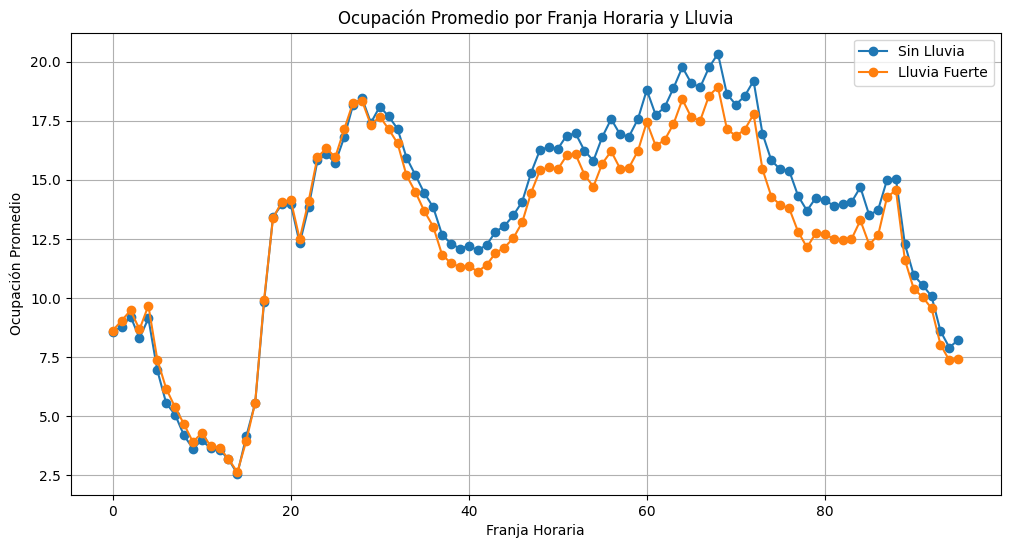 Ocupación Promedio por Franja Horaria y Lluvia
Sin Lluvia
Lluvia Fuerte
Ocupación Promedio
20.0
17.5
15.0
12.5
10.0
7.5
5.0
2.5
0
20
40
60
80
Franja Horaria